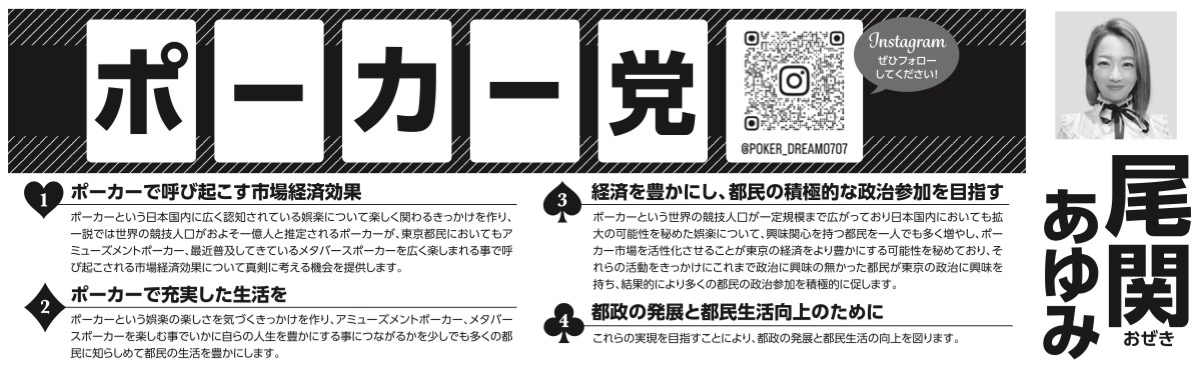 ポーカー党
Instagram
ぜひフォロー
してください!
@POKER_DREAM0707
1 ポーカーで呼び起こす市場経済効果
ポーカーという日本国内に広く認知されている娯楽について楽しく関わるきっかけを作り、
一説では世界の競技人口がおよそ一億人と推定されるポーカーが、東京都民においてもア
ミューズメントポーカー、最近普及してきているメタバースポーカーを広く楽しまれる事で呼
び起こされる市場経済効果について真剣に考える機会を提供します。
2 ポーカーで充実した生活を
ポーカーという娯楽の楽しさを気づくきっかけを作り、アミューズメントポーカー、メタバー
スポーカーを楽しむ事でいかに自らの人生を豊かにする事につながるかを少しでも多くの都
民に知らしめて都民の生活を豊かにします。
3 経済を豊かにし、都民の積極的な政治参加を目指す
ポーカーという世界の競技人口が一定規模まで広がっており日本国内においても拡
大の可能性を秘めた娯楽について、興味関心を持つ都民を一人でも多く増やし、ポー
カー市場を活性化させることが東京の経済をより豊かにする可能性を秘めており、そ
れらの活動をきっかけにこれまで政治に興味の無かった都民が東京の政治に興味を
持ち、結果的により多くの都民の政治参加を積極的に促します。
4 都政の発展と都民生活向上のために
これらの実現を目指すことにより、都政の発展と都民生活の向上を図ります。
尾関
おぜき
あゆみ